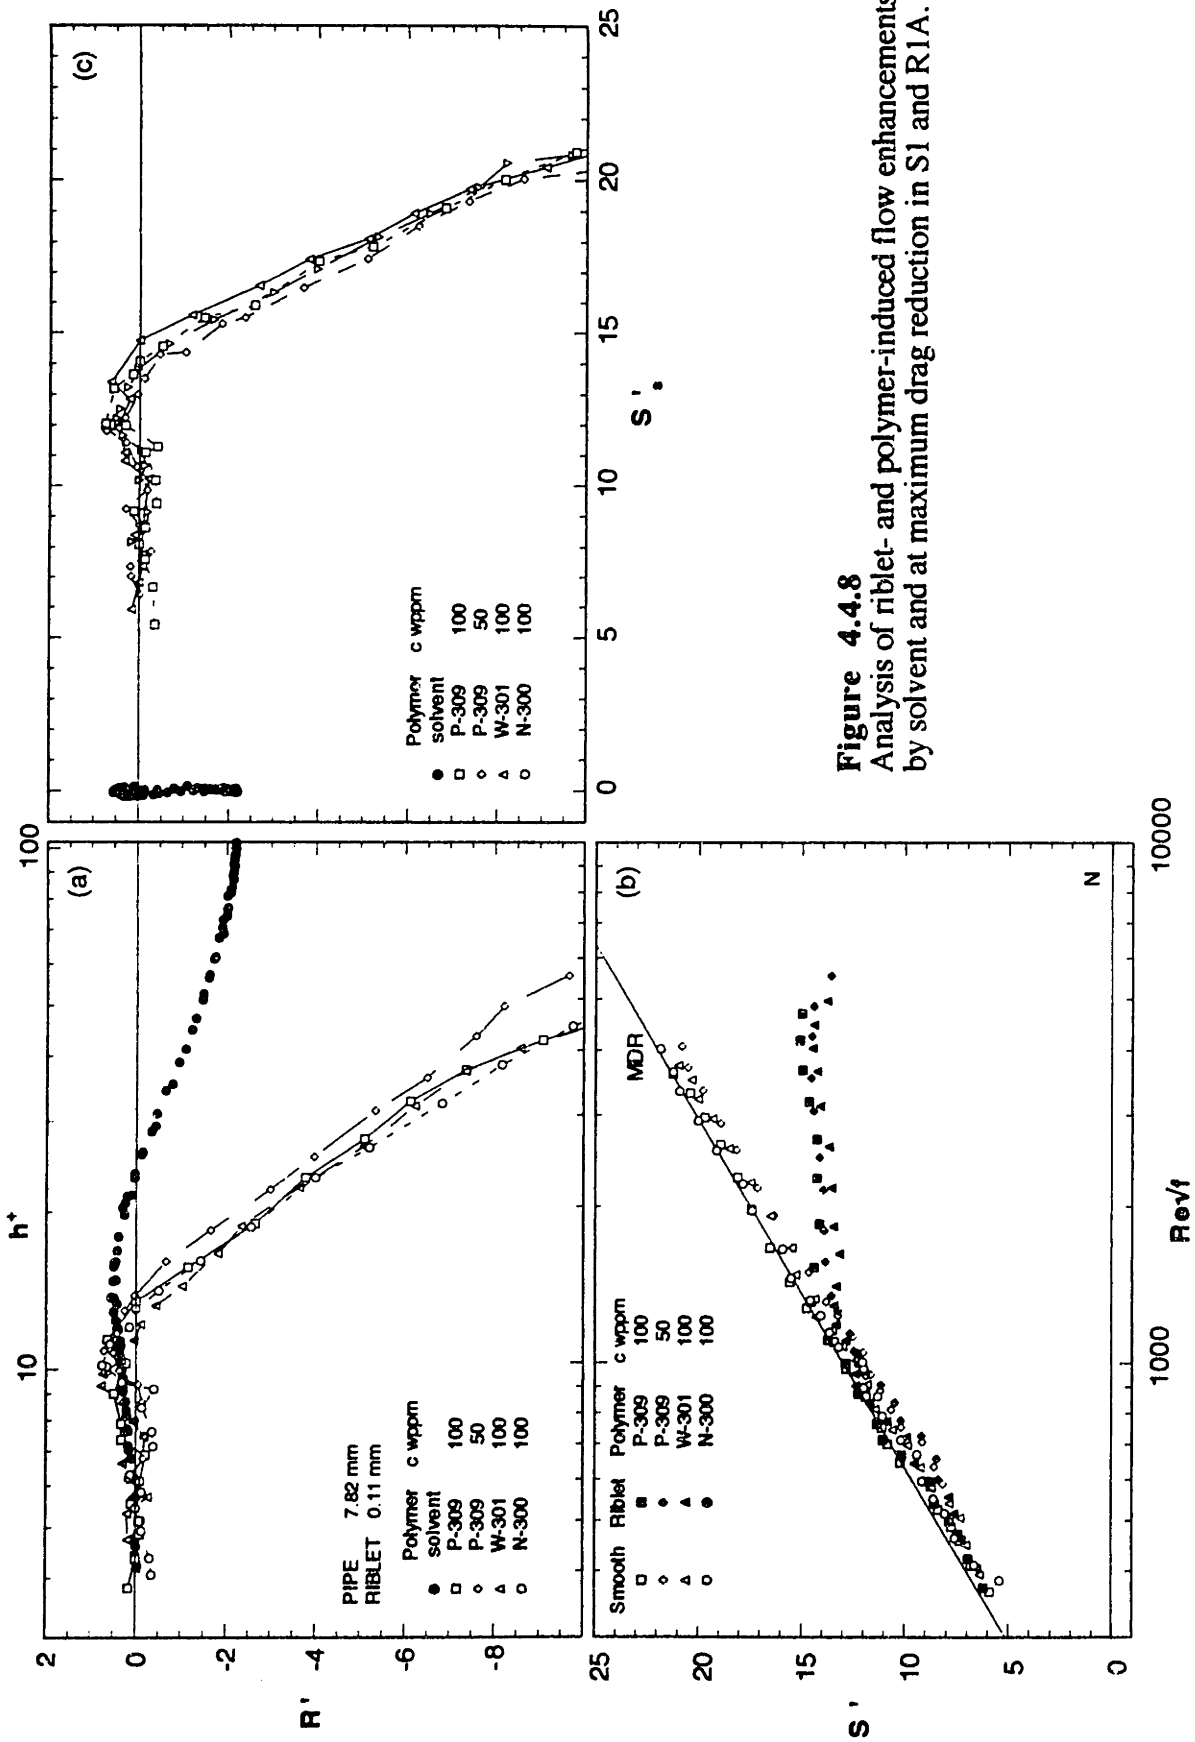 h+
10
100
(a)
2
0
-2
-4
-6
-8
R'
PIPE 7.82 mm
RIBLET 0.11 mm
Polymer c wppm
● solvent
□ P-309 100
◇ P-309 50
△ W-301 100
○ N-300 100
(b)
25
20
15
10
5
0
S'
MDR
N
Smooth Riblet Polymer c wppm
□ ■ P-309 100
◇ ◆ P-309 50
△ ▲ W-301 100
○ ● N-300 100
1000
10000
Re√f
(c)
Polymer c wppm
● solvent
□ P-309 100
◇ P-309 50
△ W-301 100
○ N-300 100
0
5
10
15
20
25
S's
Figure 4.4.8
Analysis of riblet- and polymer-induced flow enhancements
by solvent and at maximum drag reduction in S1 and R1A.